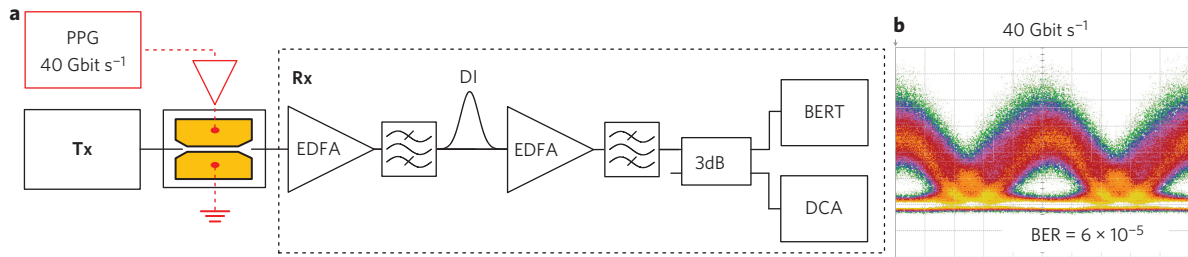 a
PPG
40 Gbit s⁻¹
Tx
Rx
EDFA
DI
EDFA
3dB
BERT
DCA
b
40 Gbit s⁻¹
BER = 6 × 10⁻⁵